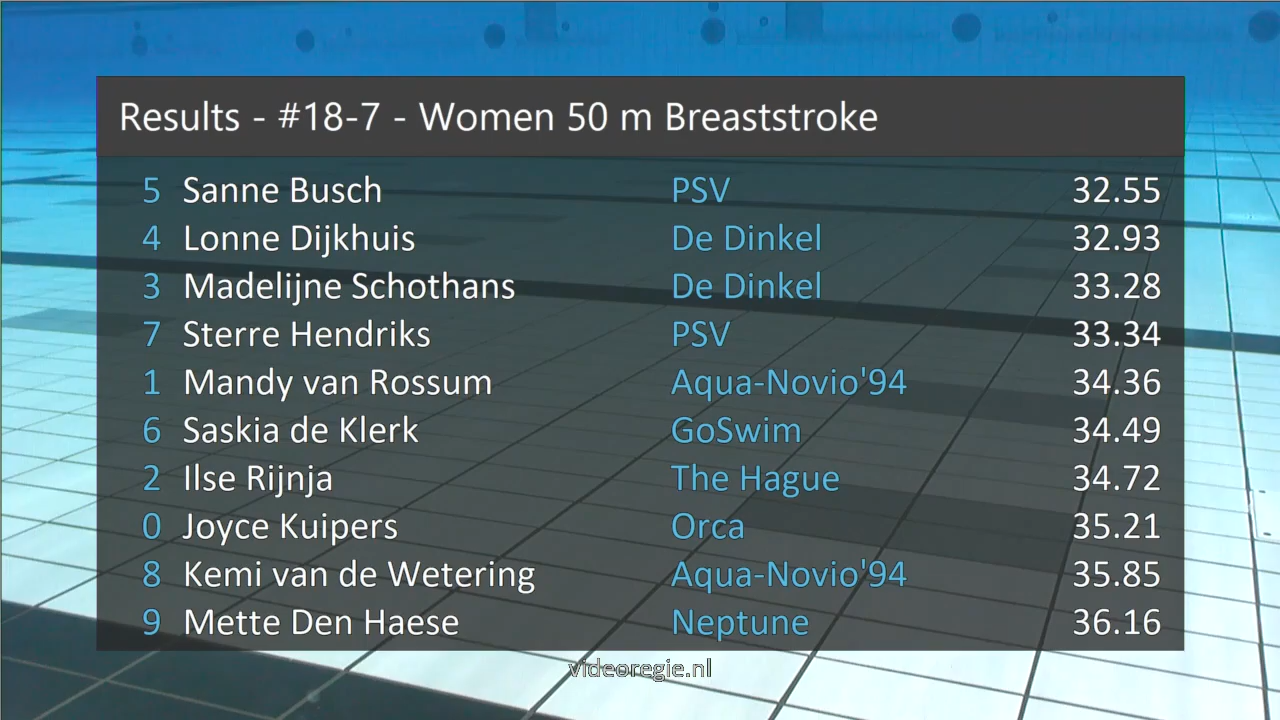 Results - #18-7 - Women 50 m Breaststroke
5 Sanne Busch PSV 32.55
4 Lonne Dijkhuis De Dinkel 32.93
3 Madelijne Schothans De Dinkel 33.28
7 Sterre Hendriks PSV 33.34
1 Mandy van Rossum Aqua-Novio'94 34.36
6 Saskia de Klerk GoSwim 34.49
2 Ilse Rijnja The Hague 34.72
0 Joyce Kuipers Orca 35.21
8 Kemi van de Wetering Aqua-Novio'94 35.85
9 Mette Den Haese Neptune 36.16
videoregie.nl